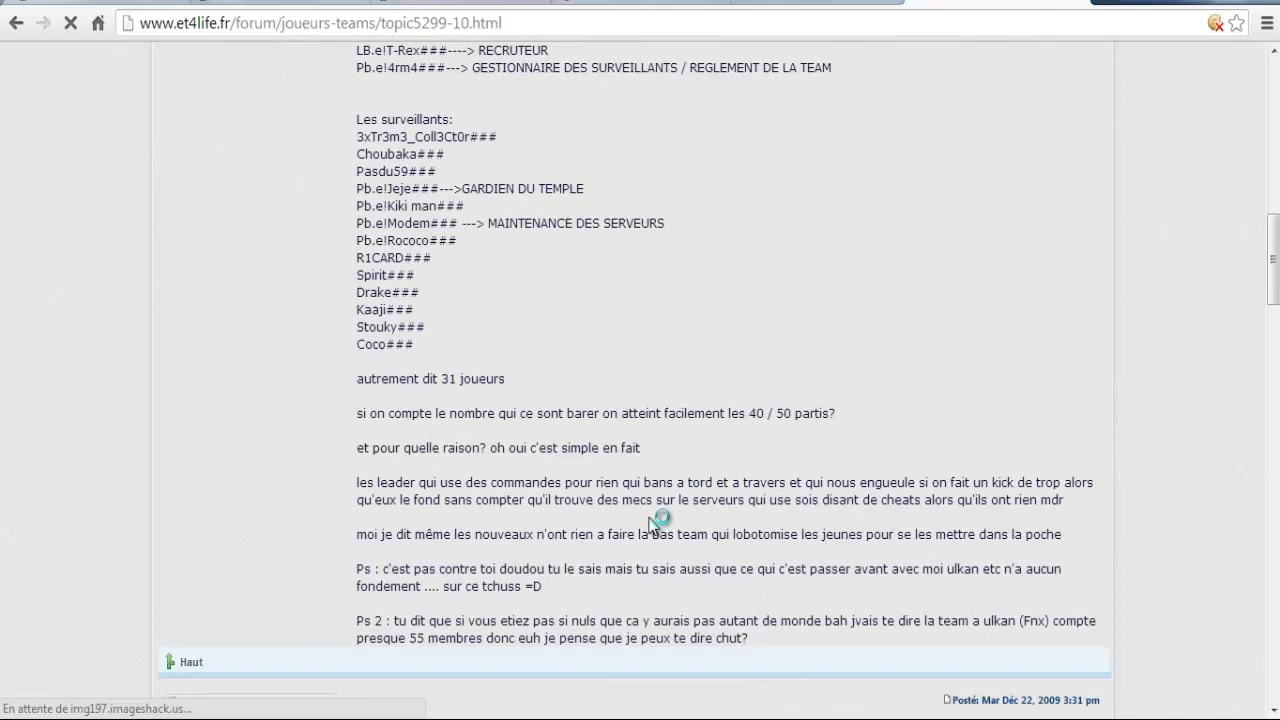 www.et4life.fr/forum/joueurs-teams/topic5299-10.html
LB.e!T-Rex###----> RECRUTEUR
Pb.e!4rm4###---> GESTIONNAIRE DES SURVEILLANTS / REGLEMENT DE LA TEAM
Les surveillants:
3xTr3m3_Coll3Ct0r###
Choubaka###
Pasdu59###
Pb.e!Jeje###--->GARDIEN DU TEMPLE
Pb.e!Kiki man###
Pb.e!Modem### ---> MAINTENANCE DES SERVEURS
Pb.e!Rococo###
R1CARD###
Spirit###
Drake###
Kaaji###
Stouky###
Coco###
autrement dit 31 joueurs
si on compte le nombre qui ce sont barer on atteint facilement les 40 / 50 partis?
et pour quelle raison? oh oui c'est simple en fait
les leader qui use des commandes pour rien qui bans a tord et a travers et qui nous engueule si on fait un kick de trop alors
qu'eux le fond sans compter qu'il trouve des mecs sur le serveurs qui use sois disant de cheats alors qu'ils ont rien mdr
moi je dit même les nouveaux n'ont rien a faire la bas team qui lobotomise les jeunes pour se les mettre dans la poche
Ps : c'est pas contre toi doudou tu le sais mais tu sais aussi que ce qui c'est passer avant avec moi ulkan etc n'a aucun
fondement .... sur ce tchuss =D
Ps 2 : tu dit que si vous etiez pas si nuls que ca y aurais pas autant de monde bah jvais te dire la team a ulkan (Fnx) compte
presque 55 membres donc euh je pense que je peux te dire chut?
Haut
Posté: Mar Déc 22, 2009 3:31 pm
En attente de img197.imageshack.us...